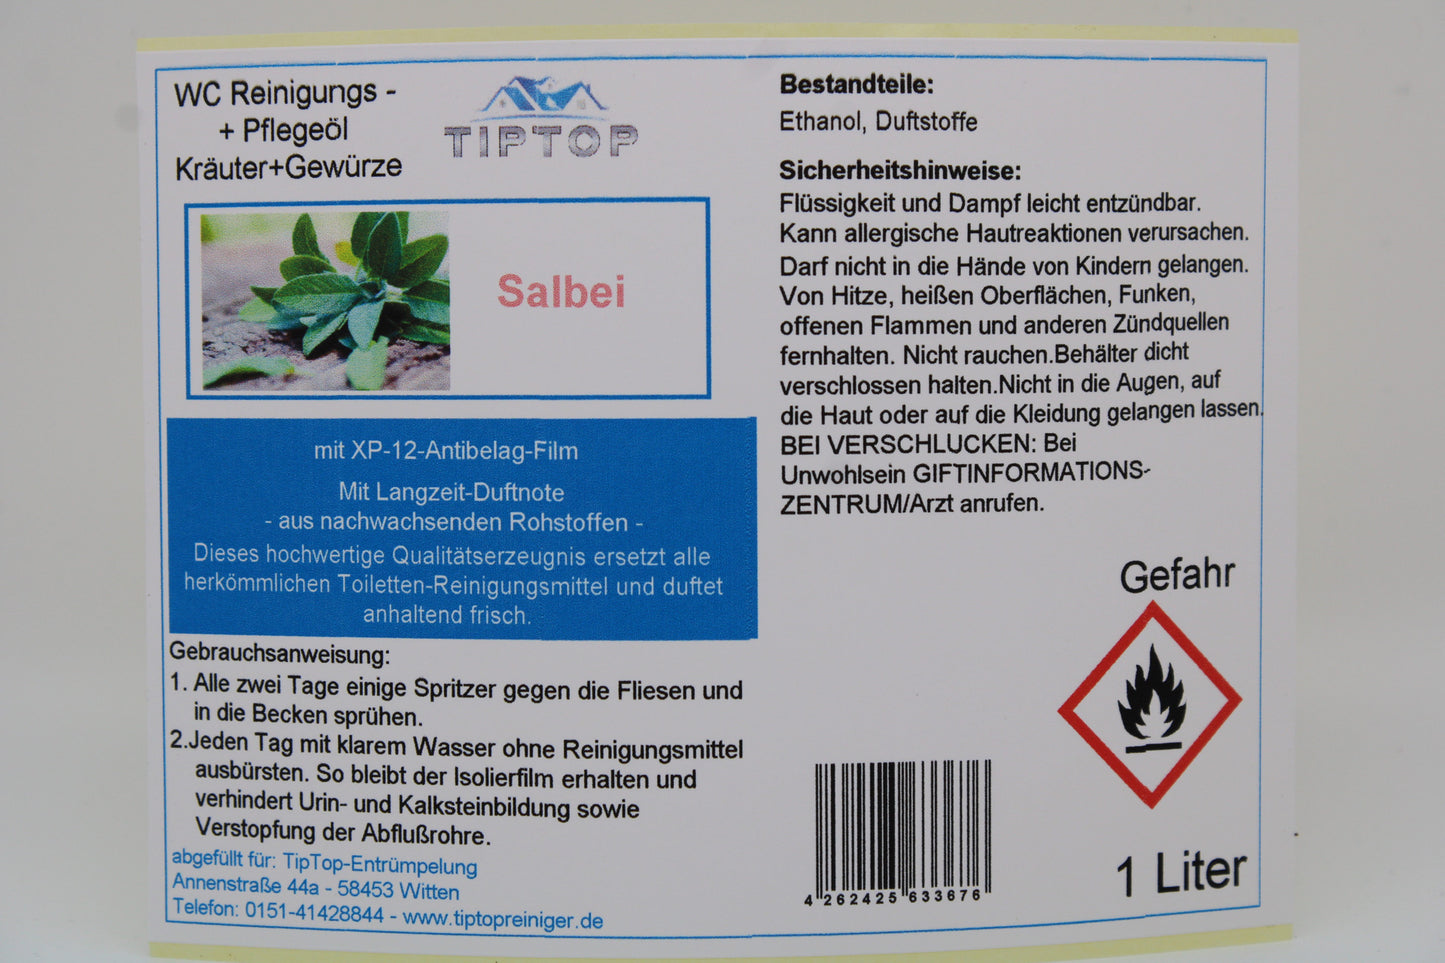 WC Reinigungs -
+ Pflegeöl
Kräuter+Gewürze
TIPTOP
Salbei
mit XP-12-Antibelag-Film
Mit Langzeit-Duftnote
- aus nachwachsenden Rohstoffen -
Dieses hochwertige Qualitätserzeugnis ersetzt alle
herkömmlichen Toiletten-Reinigungsmittel und duftet
anhaltend frisch.
Gebrauchsanweisung:
1. Alle zwei Tage einige Spritzer gegen die Fliesen und
in die Becken sprühen.
2.Jeden Tag mit klarem Wasser ohne Reinigungsmittel
ausbürsten. So bleibt der Isolierfilm erhalten und
verhindert Urin- und Kalksteinbildung sowie
Verstopfung der Abflußrohre.
abgefüllt für: TipTop-Entrümpelung
Annenstraße 44a - 58453 Witten
Telefon: 0151-41428844 - www.tiptopreiniger.de
Bestandteile:
Ethanol, Duftstoffe
Sicherheitshinweise:
Flüssigkeit und Dampf leicht entzündbar.
Kann allergische Hautreaktionen verursachen.
Darf nicht in die Hände von Kindern gelangen.
Von Hitze, heißen Oberflächen, Funken,
offenen Flammen und anderen Zündquellen
fernhalten. Nicht rauchen.Behälter dicht
verschlossen halten.Nicht in die Augen, auf
die Haut oder auf die Kleidung gelangen lassen.
BEI VERSCHLUCKEN: Bei
Unwohlsein GIFTINFORMATIONS-
ZENTRUM/Arzt anrufen.
Gefahr
4 262425 633676
1 Liter